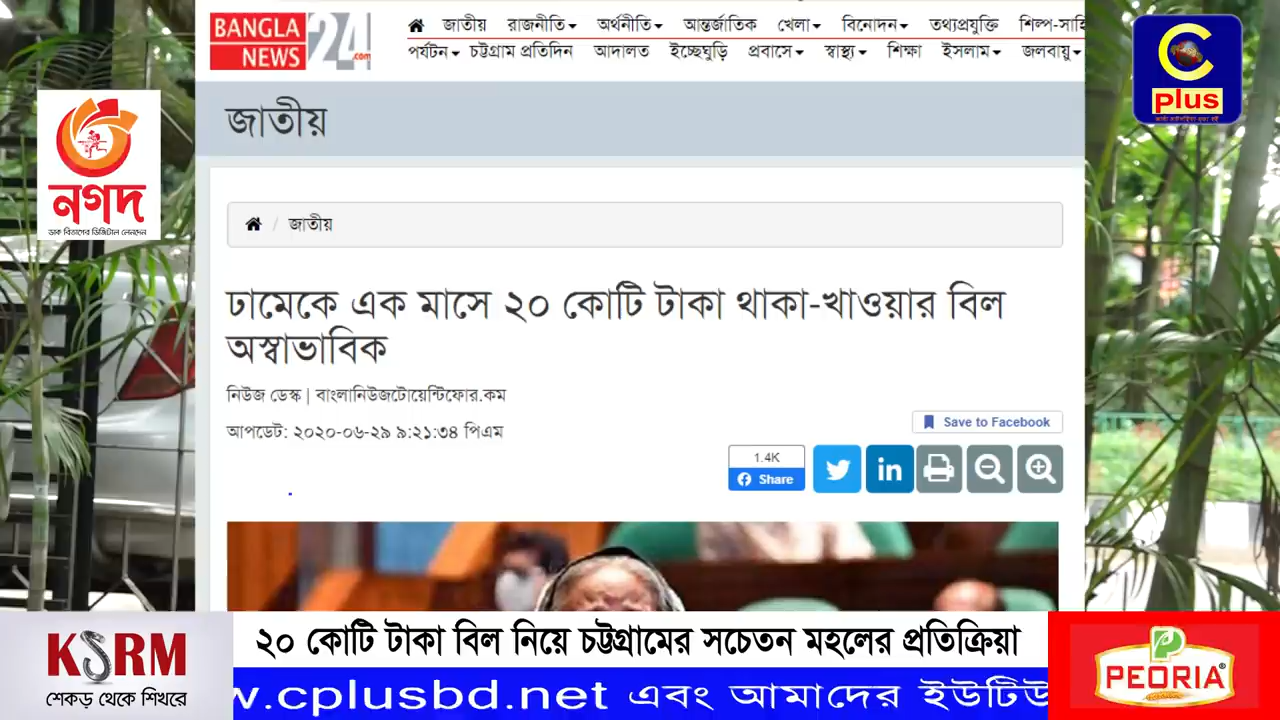 BANGLA
NEWS
24
.com
জাতীয় রাজনীতি অর্থনীতি আন্তর্জাতিক খেলা বিনোদন তথ্যপ্রযুক্তি শিল্প-সাহি
পর্যটন চট্টগ্রাম প্রতিদিন আদালত ইচ্ছেঘুড়ি প্রবাসে স্বাস্থ্য শিক্ষা ইসলাম জলবায়ু
C
plus
জাতীয়
নগদ
ডাক বিভাগের ডিজিটাল লেনদেন
/ জাতীয়
ঢামেকে এক মাসে ২০ কোটি টাকা থাকা-খাওয়ার বিল
অস্বাভাবিক
নিউজ ডেস্ক | বাংলানিউজটোয়েন্টিফোর.কম
আপডেট: ২০২০-০৬-২৯ ৯:২১:৩৪ পিএম
Save to Facebook
1.4K
Share
KSRM
শেকড় থেকে শিখরে
২০ কোটি টাকা বিল নিয়ে চট্টগ্রামের সচেতন মহলের প্রতিক্রিয়া
w.cplusbd.net এবং আমাদের ইউটিউ
PEORIA